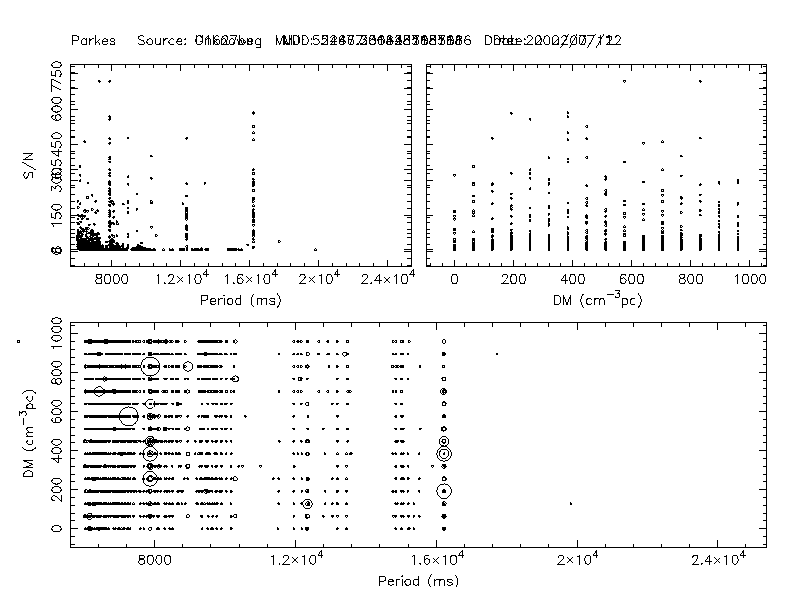 Parkes Source:
750
600
450
300
150
S/N
8000 1.2×10⁴ 1.6×10⁴ 2×10⁴ 2.4×10⁴
Period (ms)
0 200 400 600 800 1000
DM (cm⁻³pc)
1000
800
600
400
200
0
DM (cm⁻³pc)
8000 1.2×10⁴ 1.6×10⁴ 2×10⁴ 2.4×10⁴
Period (ms)